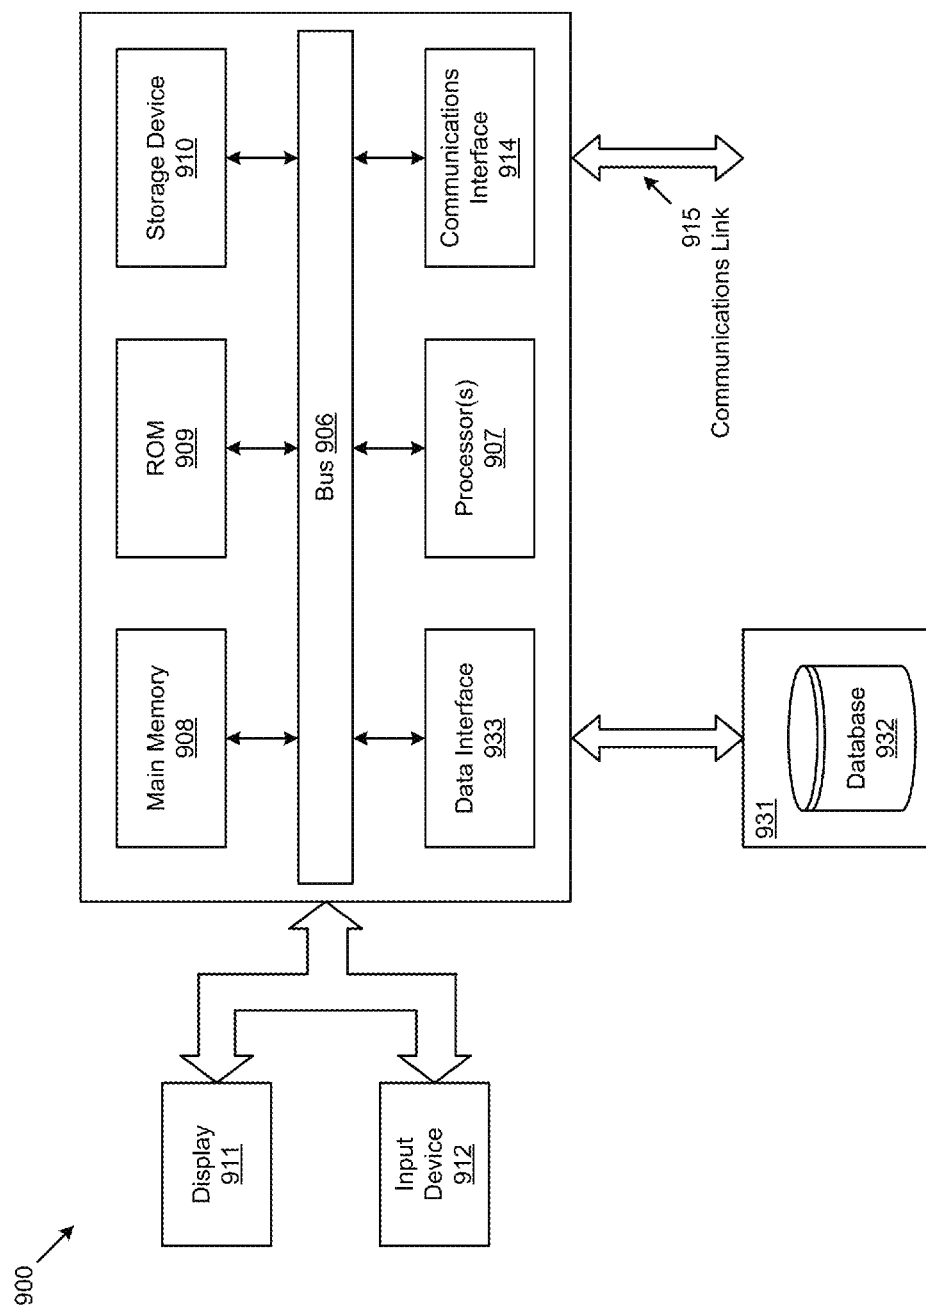 900
Display
911
Input
Device
912
Main Memory
908
ROM
909
Storage Device
910
Bus 906
Data Interface
933
Processor(s)
907
Communications
Interface
914
915
Communications Link
931
Database
932